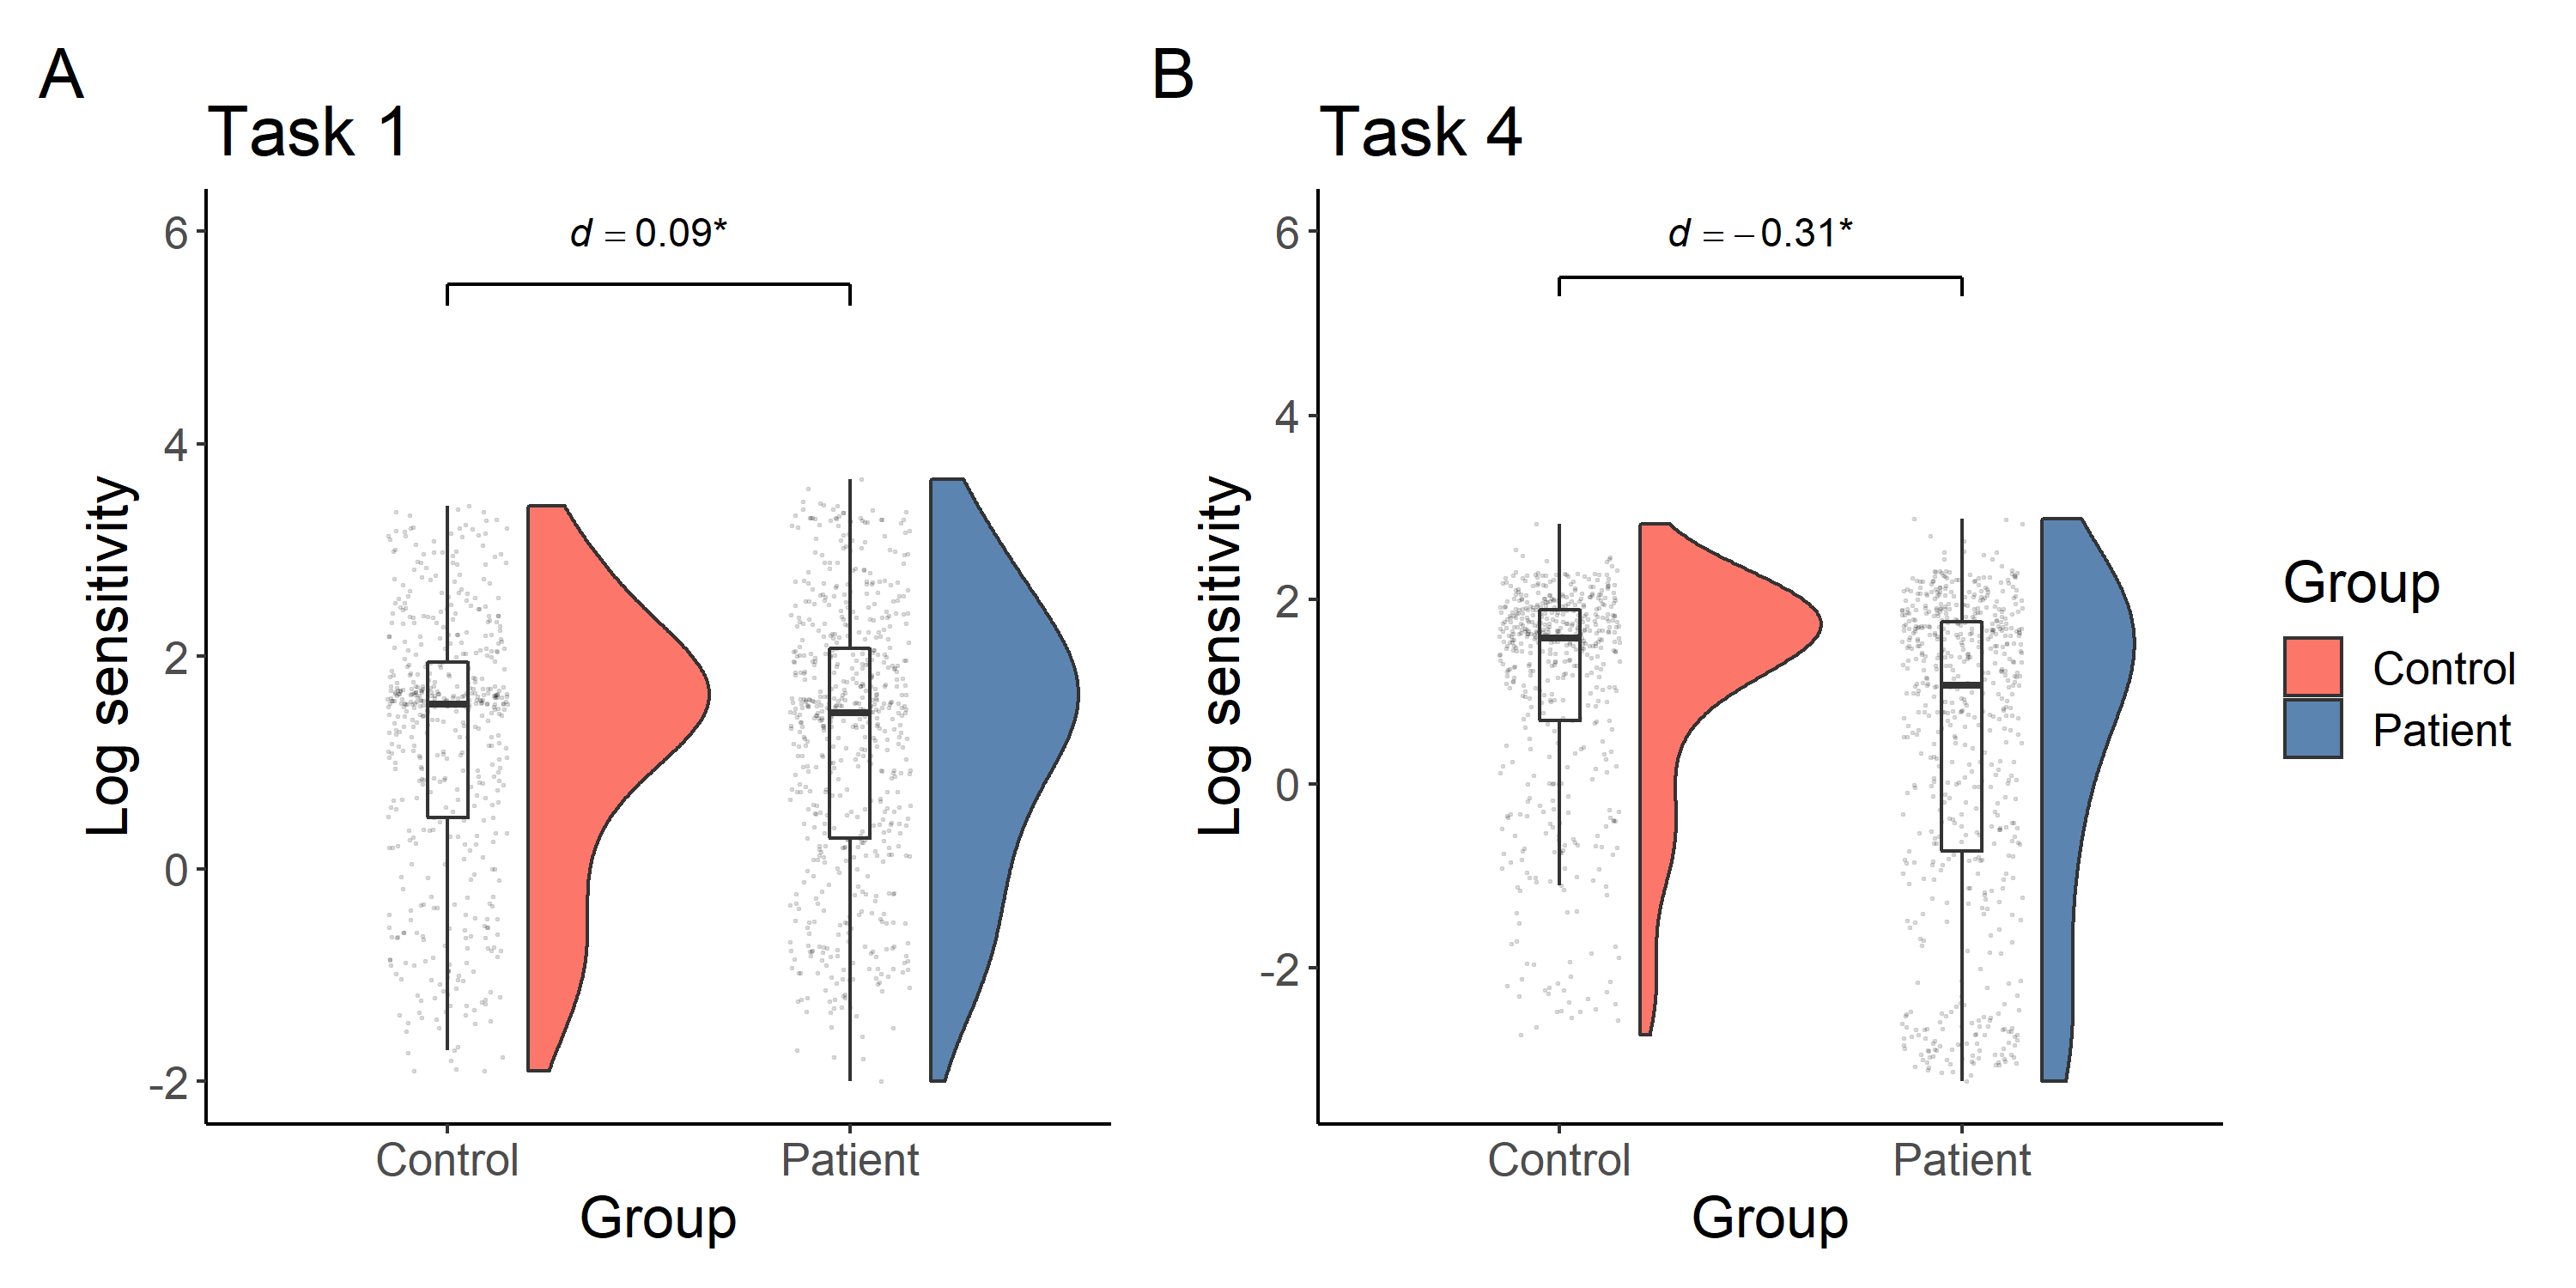 A
Task 1
d = 0.09*
6
4
2
0
-2
Log sensitivity
Control
Patient
Group
B
Task 4
d = − 0.31*
6
4
2
0
-2
Log sensitivity
Control
Patient
Group
Group
Control
Patient